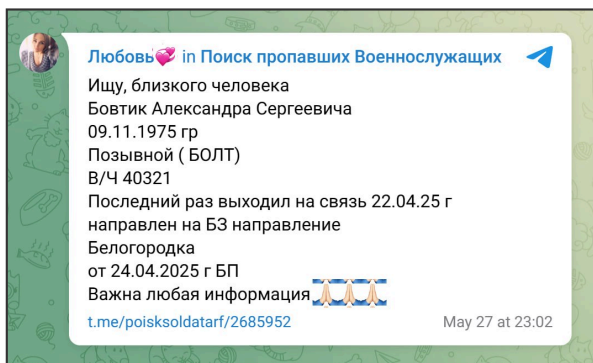 Любовь💞 in Поиск пропавших Военнослужащих
Ищу, близкого человека
Бовтик Александра Сергеевича
09.11.1975 гр
Позывной ( БОЛТ)
В/Ч 40321
Последний раз выходил на связь 22.04.25 г
направлен на БЗ направление
Белогородка
от 24.04.2025 г БП
Важна любая информация🙏🏻🙏🏻🙏🏻
t.me/poisksoldatarf/2685952 May 27 at 23:02